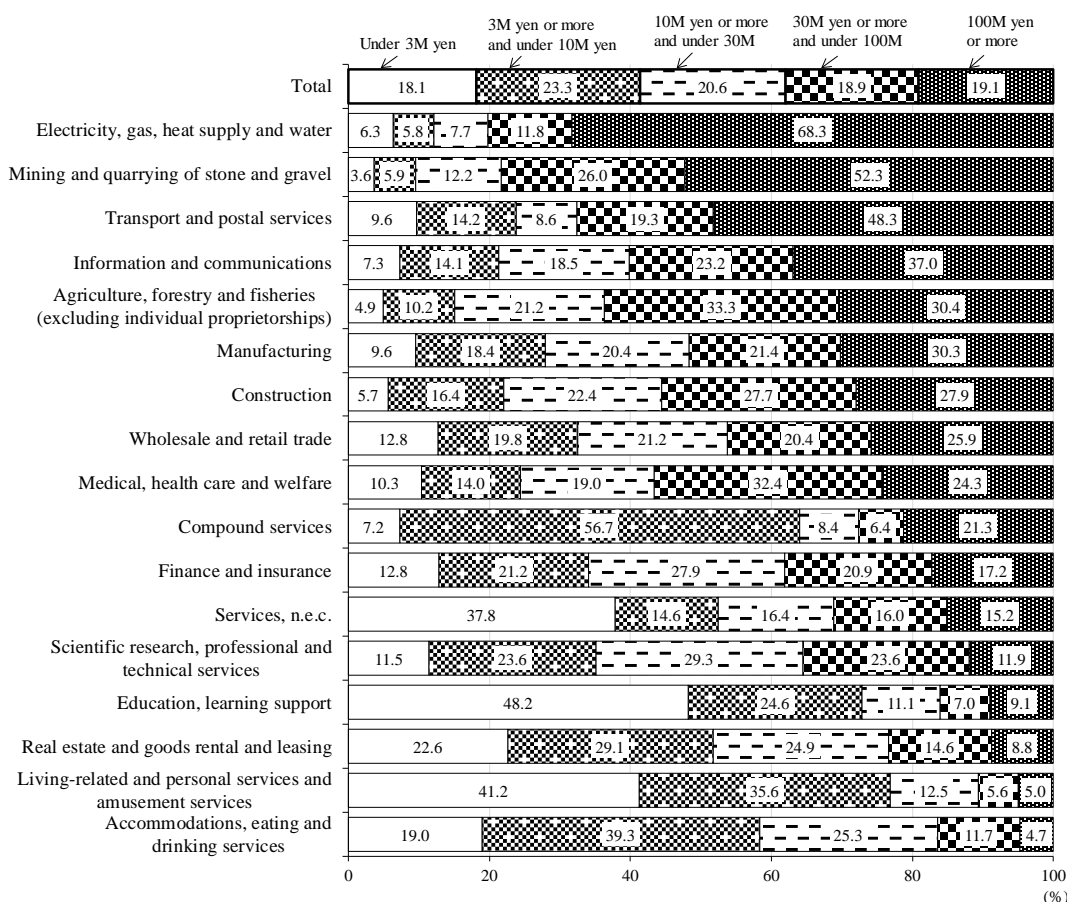 Under 3M yen
3M yen or more
and under 10M yen
10M yen or more
and under 30M
30M yen or more
and under 100M
100M yen
or more
Total
18.1 23.3 20.6 18.9 19.1
Electricity, gas, heat supply and water
6.3 5.8 7.7 11.8 68.3
Mining and quarrying of stone and gravel
3.6 5.9 12.2 26.0 52.3
Transport and postal services
9.6 14.2 8.6 19.3 48.3
Information and communications
7.3 14.1 18.5 23.2 37.0
Agriculture, forestry and fisheries
(excluding individual proprietorships)
4.9 10.2 21.2 33.3 30.4
Manufacturing
9.6 18.4 20.4 21.4 30.3
Construction
5.7 16.4 22.4 27.7 27.9
Wholesale and retail trade
12.8 19.8 21.2 20.4 25.9
Medical, health care and welfare
10.3 14.0 19.0 32.4 24.3
Compound services
7.2 56.7 8.4 6.4 21.3
Finance and insurance
12.8 21.2 27.9 20.9 17.2
Services, n.e.c.
37.8 14.6 16.4 16.0 15.2
Scientific research, professional and
technical services
11.5 23.6 29.3 23.6 11.9
Education, learning support
48.2 24.6 11.1 7.0 9.1
Real estate and goods rental and leasing
22.6 29.1 24.9 14.6 8.8
Living-related and personal services and
amusement services
41.2 35.6 12.5 5.6 5.0
Accommodations, eating and
drinking services
19.0 39.3 25.3 11.7 4.7
0 20 40 60 80 100
(%)